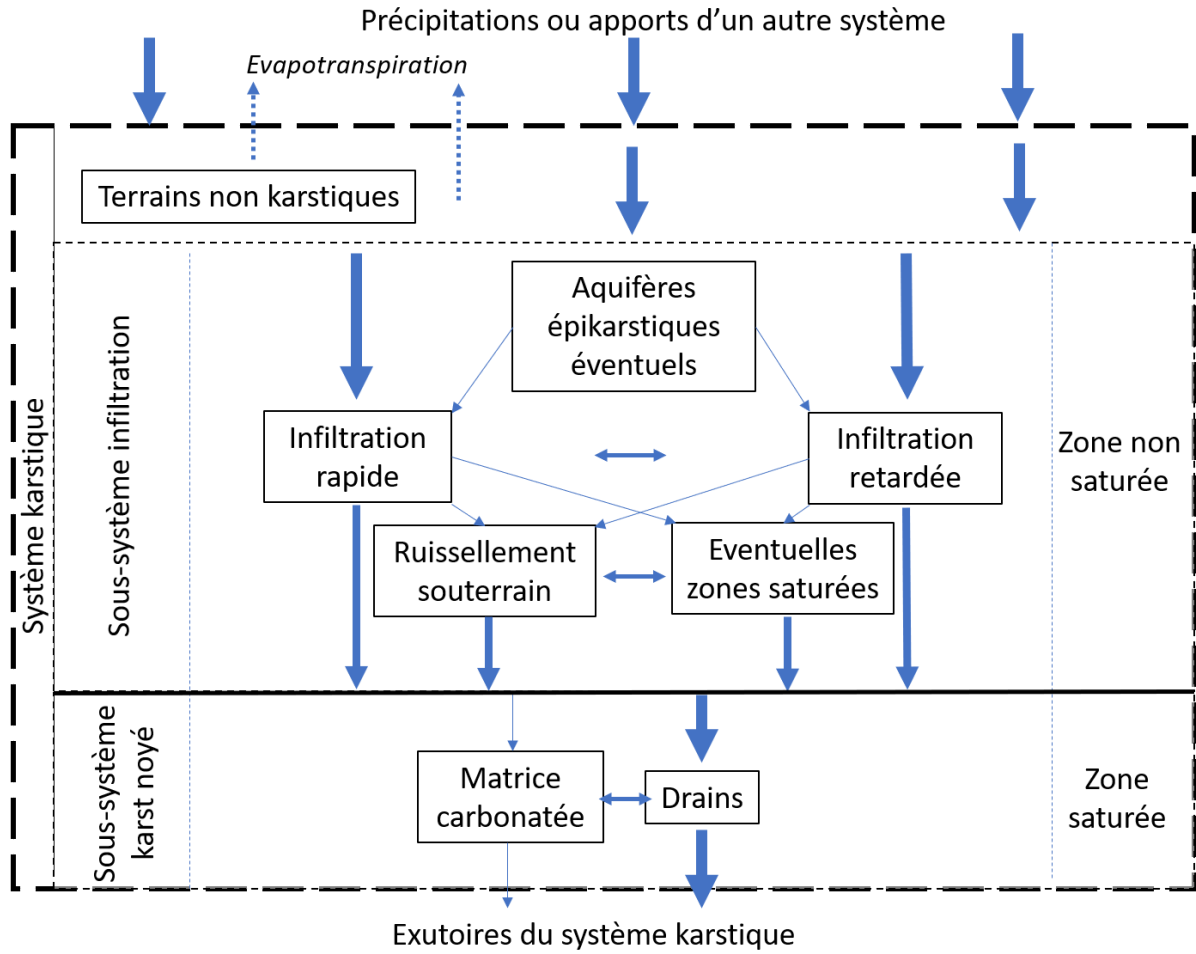 Précipitations ou apports d’un autre système
Evapotranspiration
Terrains non karstiques
Système karstique
Sous-système infiltration
Aquifères
épikarstiques
éventuels
Infiltration
rapide
Infiltration
retardée
Zone non
saturée
Ruissellement
souterrain
Eventuelles
zones saturées
Sous-système
karst noyé
Matrice
carbonatée
Drains
Zone
saturée
Exutoires du système karstique